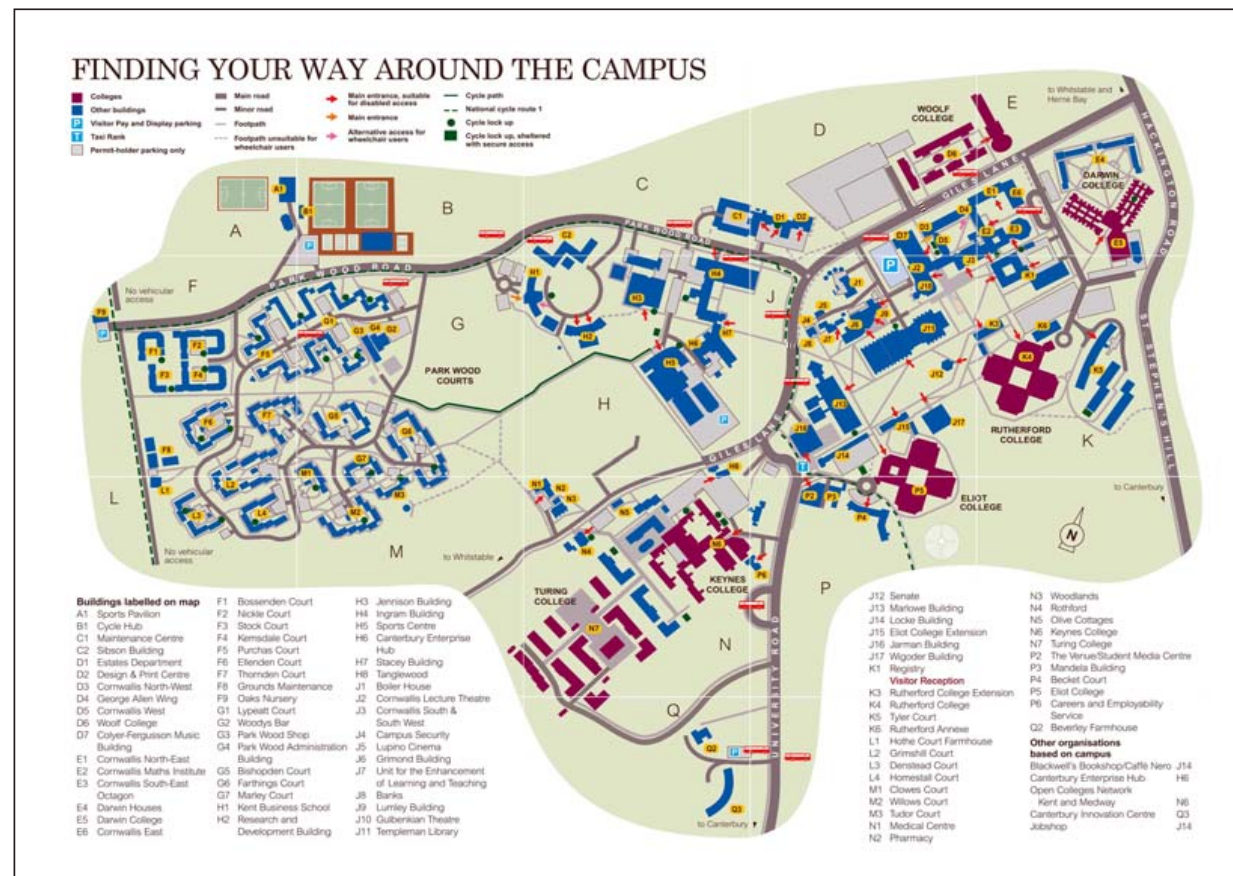 FINDING YOUR WAY AROUND THE CAMPUS
Colleges
Other buildings
Visitor Pay and Display parking
Taxi Rank
Permit-holder parking only
Main road
Minor road
Footpath
Footpath unsuitable for
wheelchair users
Main entrance, suitable
for disabled access
Main entrance
Alternative access for
wheelchair users
Cycle path
National cycle route 1
Cycle lock up
Cycle lock up, sheltered
with secure access
to Whitstable and
Herne Bay
WOOLF
COLLEGE
E
D
C
B
A
HACKINGTON ROAD
GILES LANE
DARWIN
COLLEGE
PARK WOOD ROAD
PARK WOOD ROAD
F
No vehicular
access
G
J
PARK WOOD
COURTS
H
ST STEPHEN'S HILL
RUTHERFORD
COLLEGE
K
GILES LANE
L
ELIOT
COLLEGE
to Canterbury
N
No vehicular
access
M
to Whitstable
TURING
COLLEGE
KEYNES
COLLEGE
P
N
Q
UNIVERSITY ROAD
to Canterbury
Buildings labelled on map
A1 Sports Pavilion
B1 Cycle Hub
C1 Maintenance Centre
C2 Sibson Building
D1 Estates Department
D2 Design & Print Centre
D3 Cornwallis North-West
D4 George Allen Wing
D5 Cornwallis West
D6 Woolf College
D7 Colyer-Fergusson Music
Building
E1 Cornwallis North-East
E2 Cornwallis Maths Institute
E3 Cornwallis South-East
Octagon
E4 Darwin Houses
E5 Darwin College
E6 Cornwallis East
F1 Bossenden Court
F2 Nickle Court
F3 Stock Court
F4 Kemsdale Court
F5 Purchas Court
F6 Ellenden Court
F7 Thornden Court
F8 Grounds Maintenance
F9 Oaks Nursery
G1 Lypeatt Court
G2 Woodys Bar
G3 Park Wood Shop
G4 Park Wood Administration
Building
G5 Bishopden Court
G6 Farthings Court
G7 Marley Court
H1 Kent Business School
H2 Research and
Development Building
H3 Jennison Building
H4 Ingram Building
H5 Sports Centre
H6 Canterbury Enterprise
Hub
H7 Stacey Building
H8 Tanglewood
J1 Boiler House
J2 Cornwallis Lecture Theatre
J3 Cornwallis South &
South West
J4 Campus Security
J5 Lupino Cinema
J6 Grimond Building
J7 Unit for the Enhancement
of Learning and Teaching
J8 Banks
J9 Lumley Building
J10 Gulbenkian Theatre
J11 Templeman Library
J12 Senate
J13 Marlowe Building
J14 Locke Building
J15 Eliot College Extension
J16 Jarman Building
J17 Wigoder Building
K1 Registry
Visitor Reception
K3 Rutherford College Extension
K4 Rutherford College
K5 Tyler Court
K6 Rutherford Annexe
L1 Hothe Court Farmhouse
L2 Grimshill Court
L3 Denstead Court
L4 Homestall Court
M1 Clowes Court
M2 Willows Court
M3 Tudor Court
N1 Medical Centre
N2 Pharmacy
N3 Woodlands
N4 Rothford
N5 Olive Cottages
N6 Keynes College
N7 Turing College
P2 The Venue/Student Media Centre
P3 Mandela Building
P4 Becket Court
P5 Eliot College
P6 Careers and Employability
Service
Q2 Beverley Farmhouse
Other organisations
based on campus
Blackwell's Bookshop/Caffè Nero J14
Canterbury Enterprise Hub H6
Open Colleges Network
Kent and Medway N6
Canterbury Innovation Centre Q3
Jobshop J14